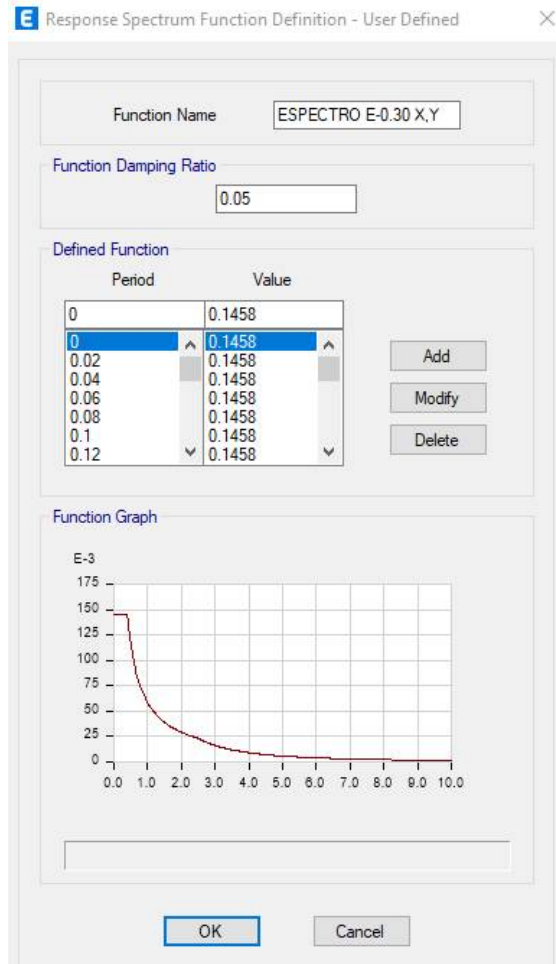 E Response Spectrum Function Definition - User Defined
Function Name ESPECTRO E-0.30 X,Y
Function Damping Ratio
0.05
Defined Function
Period Value
0 0.1458
0 0.1458
0.02 0.1458
0.04 0.1458
0.06 0.1458
0.08 0.1458
0.1 0.1458
0.12 0.1458
Add
Modify
Delete
Function Graph
E-3
175
150
125
100
75
50
25
0
0.0 1.0 2.0 3.0 4.0 5.0 6.0 7.0 8.0 9.0 10.0
OK Cancel